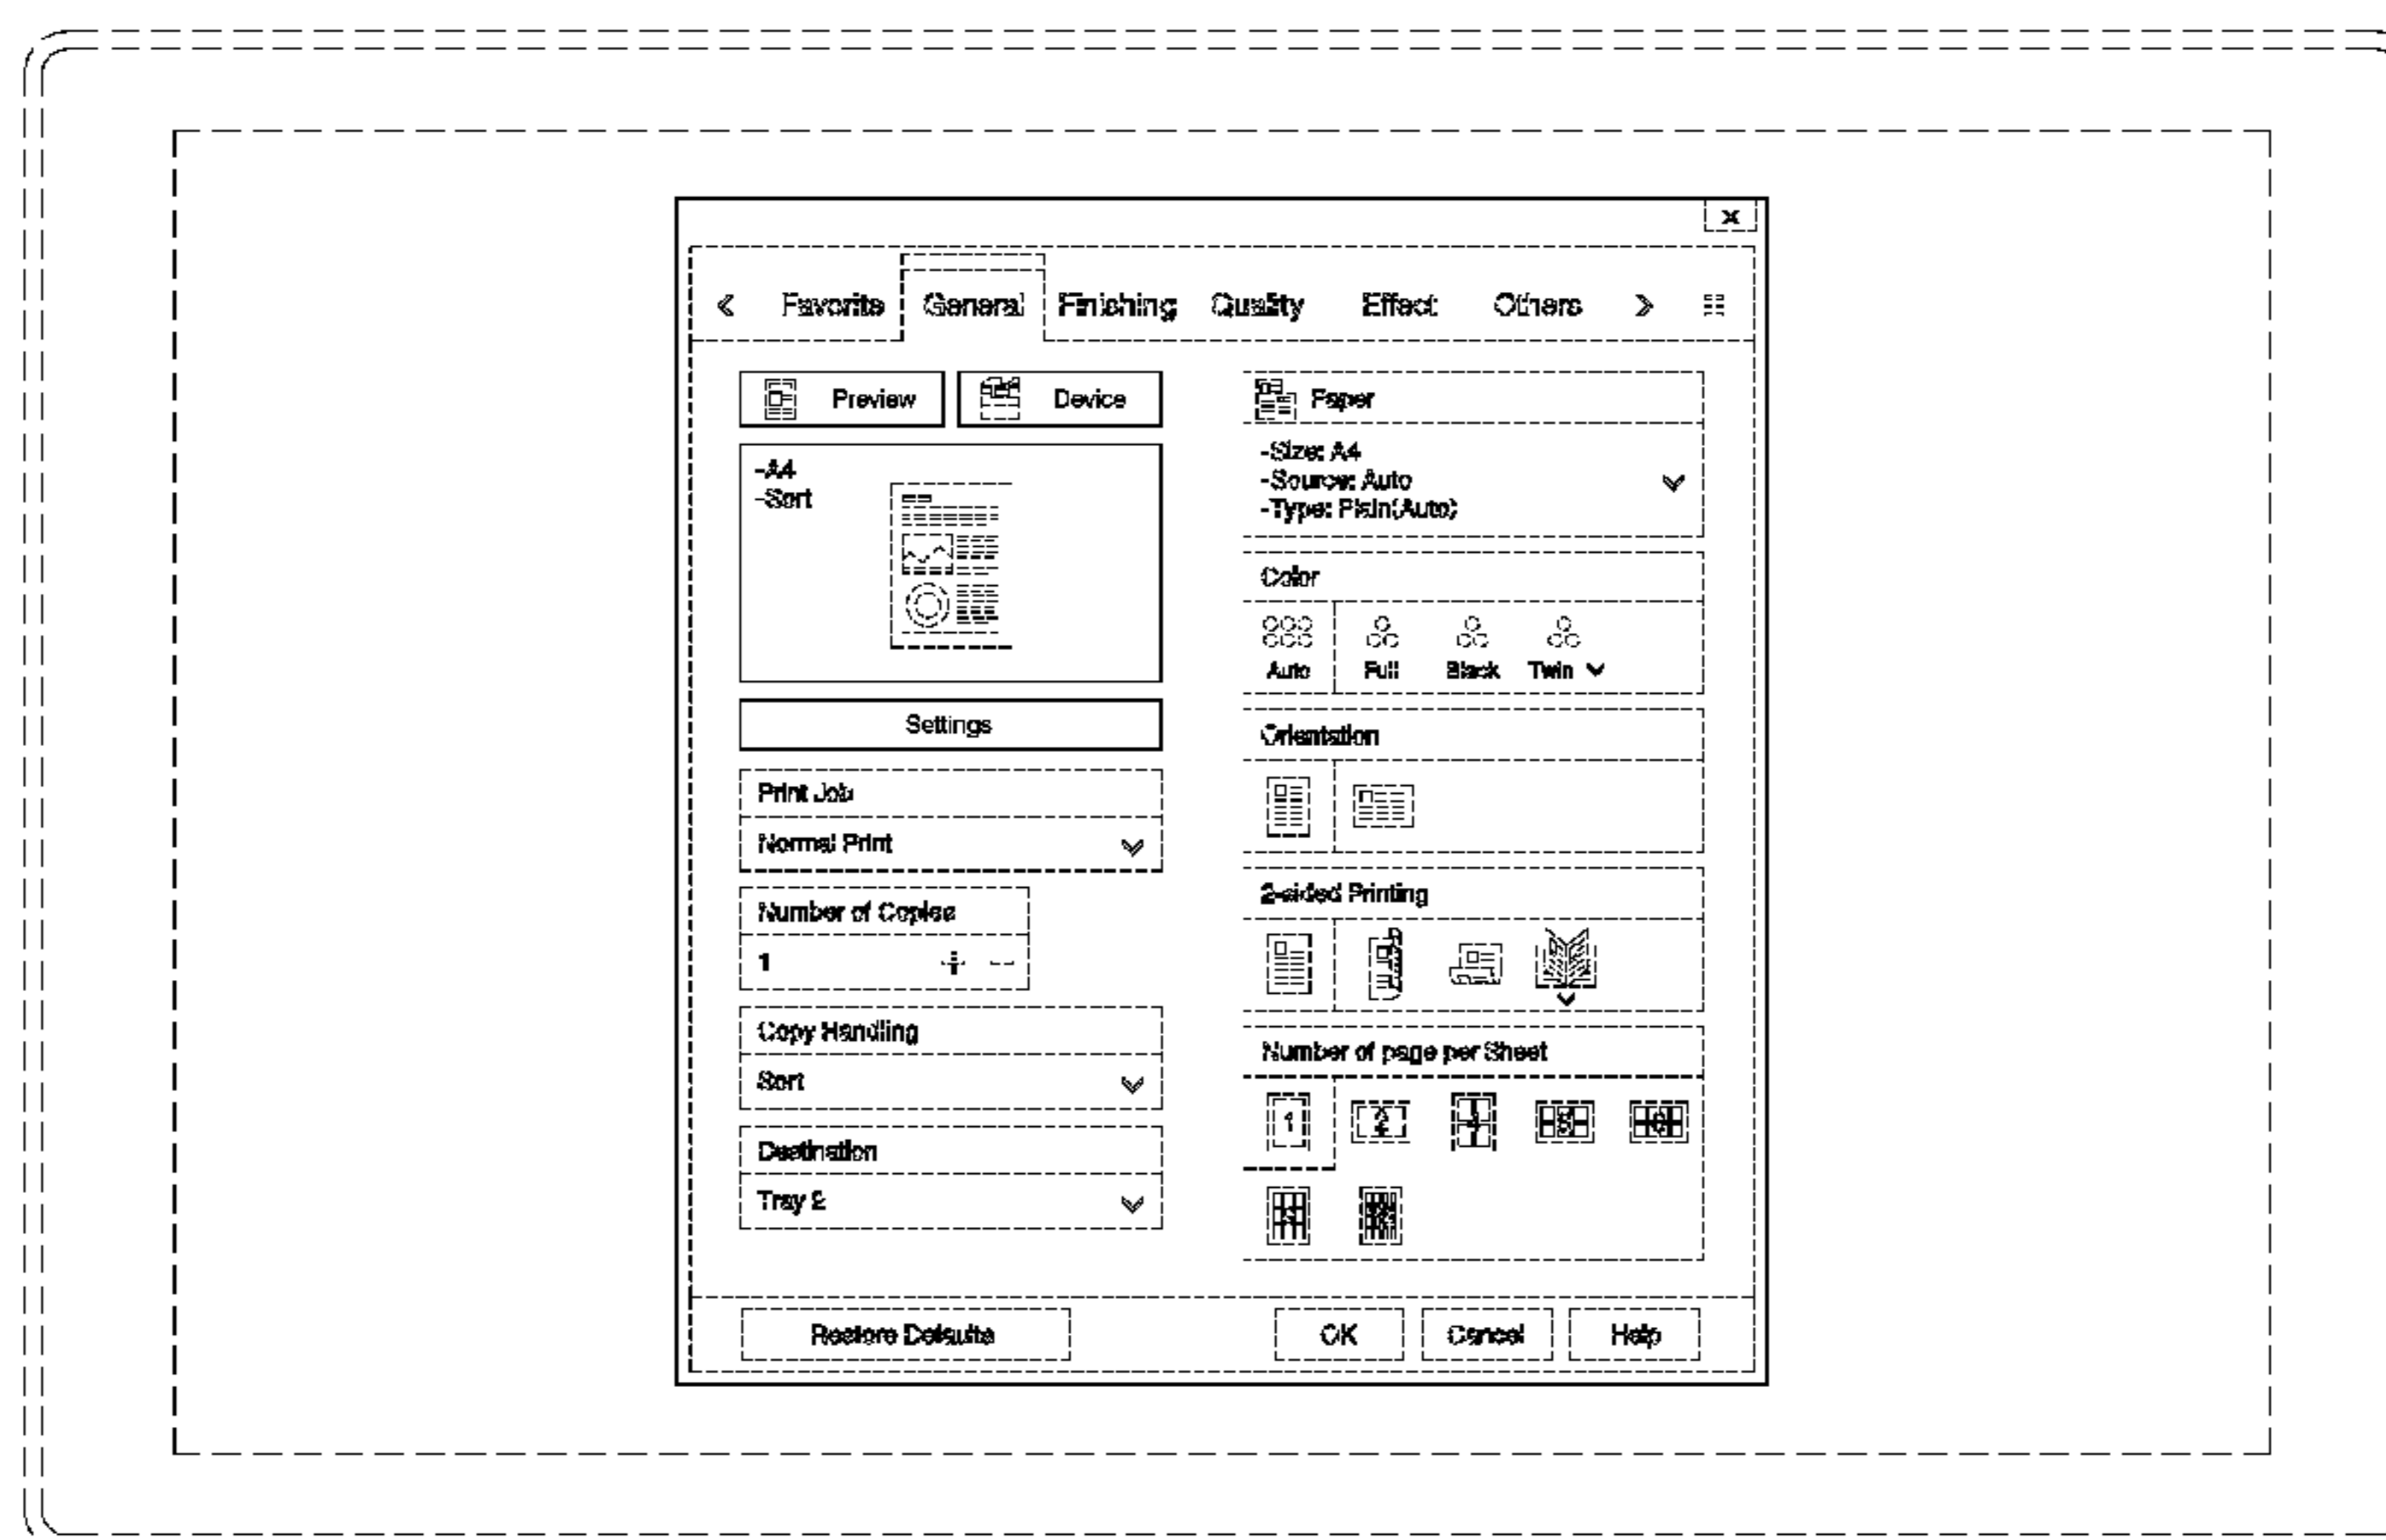 x
Favorite General Finishing Quality Effect Others
Preview Device
-A4
-Sort
Settings
Print Job
Normal Print
Number of Copies
1 + -
Copy Handling
Sort
Destination
Tray 2
Paper
-Size: A4
-Source: Auto
-Type: Plain(Auto)
Color
Auto Full Black Twin
Orientation
2-sided Printing
Number of page per Sheet
1 2 4
Restore Defaults OK Cancel Help